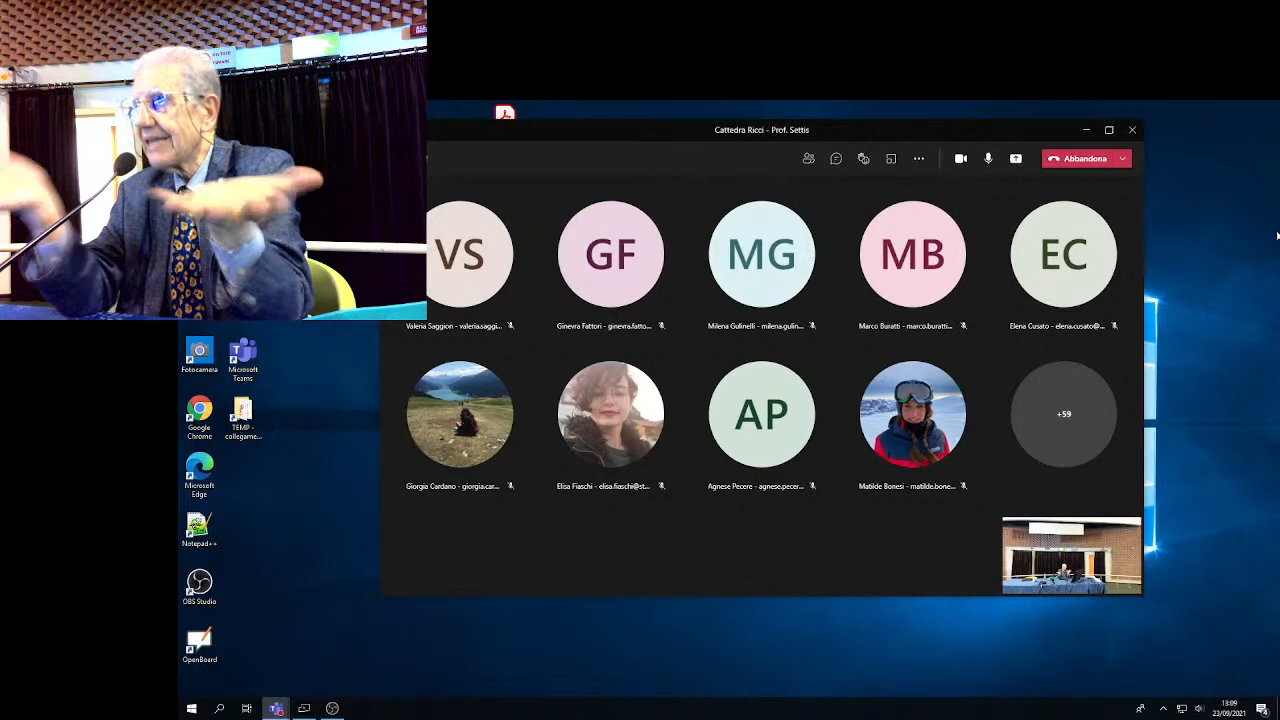 Cattedra Ricci - Prof. Settis
Abbandona
VS
GF
MG
MB
EC
Valeria Saggion - valeria.saggi...
Ginevra Fattori - ginevra.fatto...
Milena Gulinelli - milena.gulin...
Marco Buratti - marco.buratti...
Elena Cusato - elena.cusato@...
AP
+59
Giorgia Cardano - giorgia.car...
Elisa Fiaschi - elisa.fiaschi@st...
Agnese Pecere - agnese.pecer...
Matilde Bonesi - matilde.bone...
Fotocamera
Microsoft
Teams
Google
Chrome
TEMP -
collegame...
Microsoft
Edge
Notepad++
OBS Studio
OpenBoard
13:09
23/09/2021
4